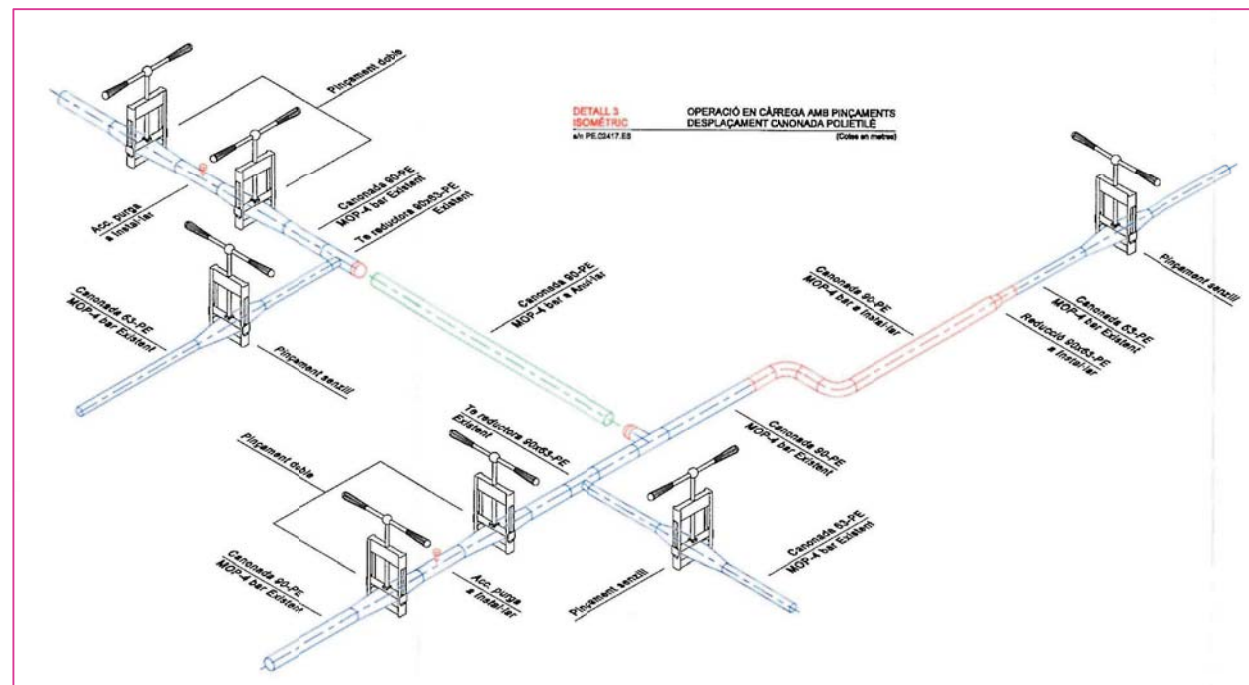 DETALL 3
ISOMÈTRIC
OPERACIÓ EN CÀRREGA AMB PINÇAMENTS
DESPLAÇAMENT CANONADA POLIETILÈ
s/n PE.02417.E6
(Cotes en metres)
Pinçament doble
Acc. purga
a Instal·lar
Canonada 90-PE
MOP-4 bar Existent
Te reductora 90x63-PE
Existent
Canonada 63-PE
MOP-4 bar Existent
Pinçament senzill
Canonada 90-PE
MOP-4 bar a Anul·lar
Canonada 90-PE
MOP-4 bar a Instal·lar
Pinçament senzill
Canonada 63-PE
MOP-4 bar Existent
Reducció 90x63-PE
a Instal·lar
Te reductora 90x63-PE
Existent
Canonada 90-PE
MOP-4 bar Existent
Pinçament doble
Canonada 90-PE
MOP-4 bar Existent
Acc. purga
a Instal·lar
Pinçament senzill
Canonada 63-PE
MOP-4 bar Existent